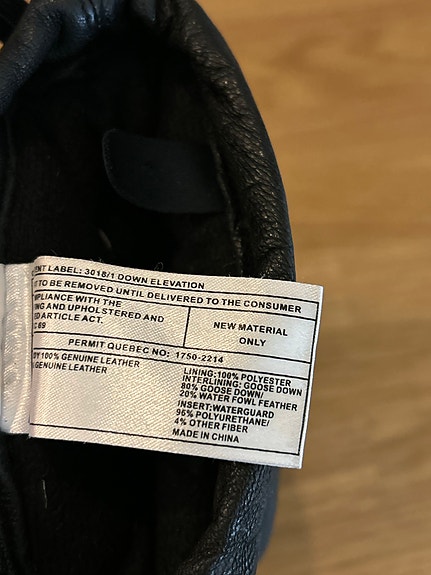 ENT LABEL: 3018/1 DOWN ELEVATION
T TO BE REMOVED UNTIL DELIVERED TO THE CONSUMER
MPLIANCE WITH THE
NG AND UPHOLSTERED AND
ED ARTICLE ACT.
C 69
NEW MATERIAL
ONLY
PERMIT QUEBEC NO: 1750-2214
DY 100% GENUINE LEATHER
% GENUINE LEATHER
LINING:100% POLYESTER
INTERLINING: GOOSE DOWN
80% GOOSE DOWN/
20% WATER FOWL FEATHER
INSERT:WATERGUARD
96% POLYURETHANE/
4% OTHER FIBER
MADE IN CHINA